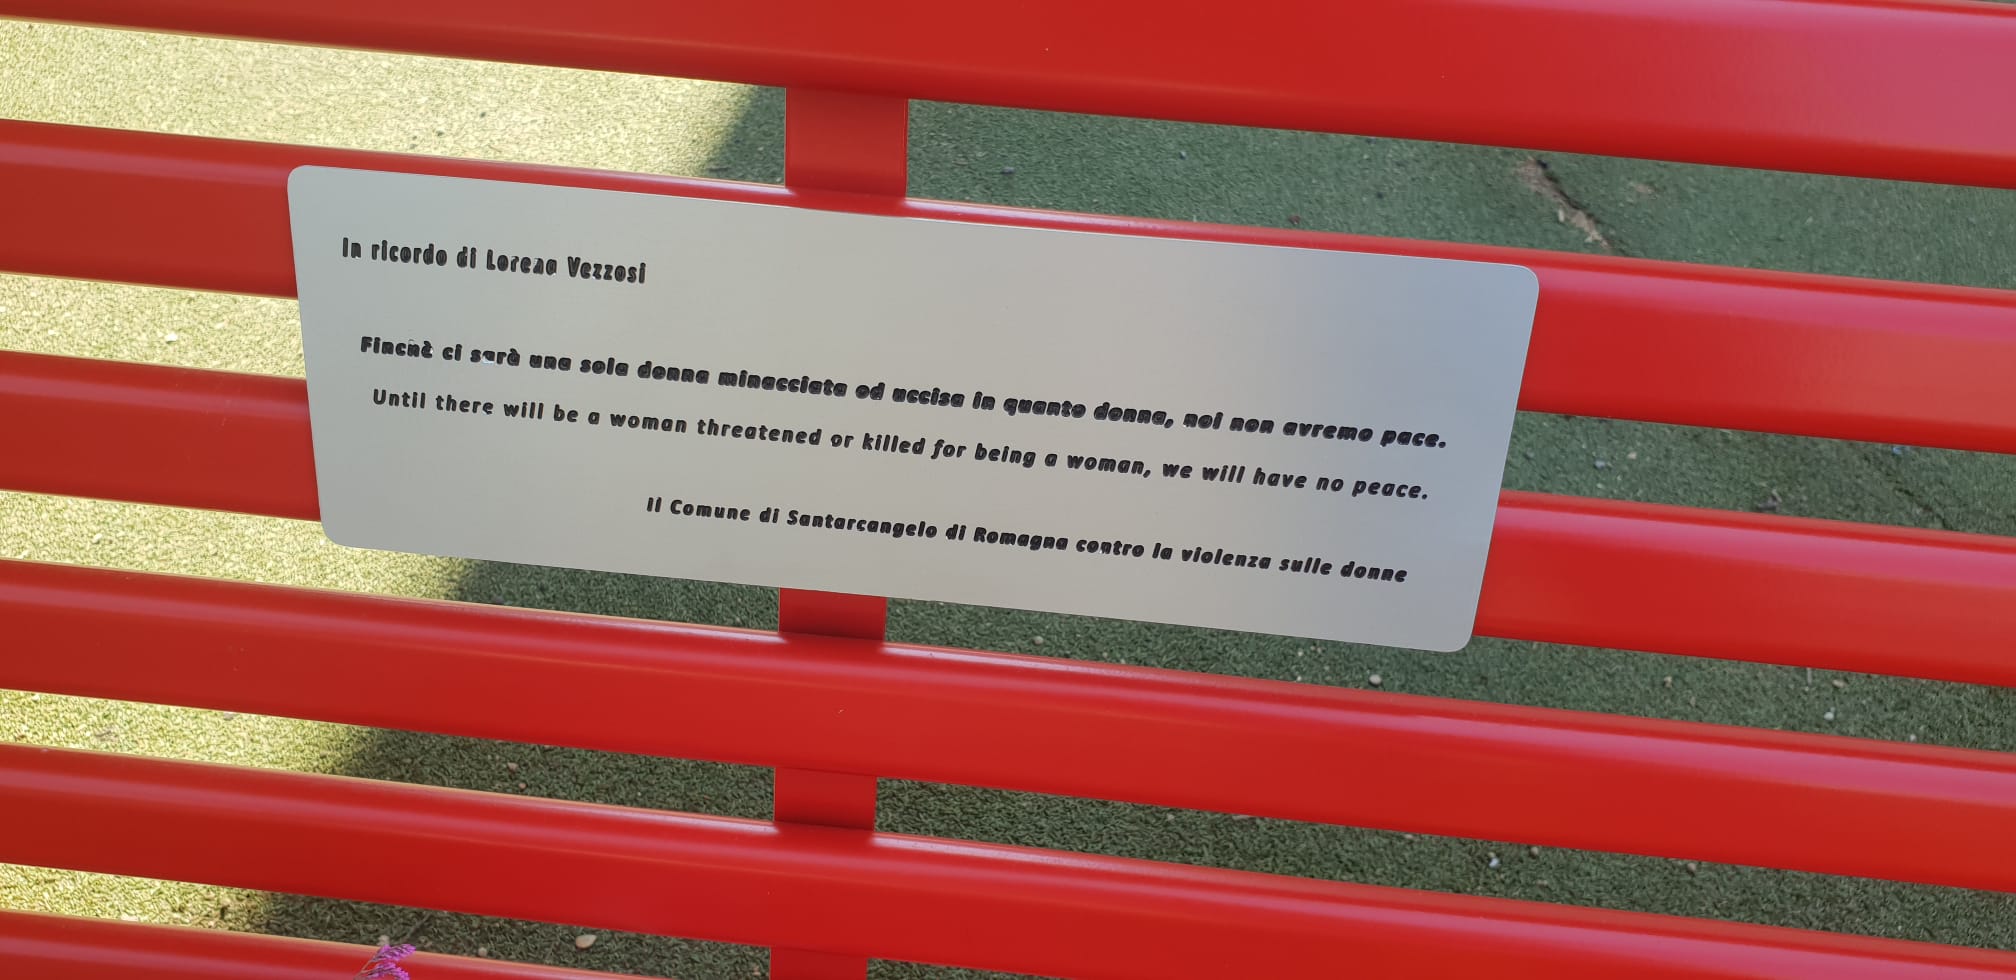 In ricordo di Lorena Vezzosi
Finchè ci sarà una sola donna minacciata od uccisa in quanto donna, noi non avremo pace.
Until there will be a woman threatened or killed for being a woman, we will have no peace.
Il Comune di Santarcangelo di Romagna contro la violenza sulle donne